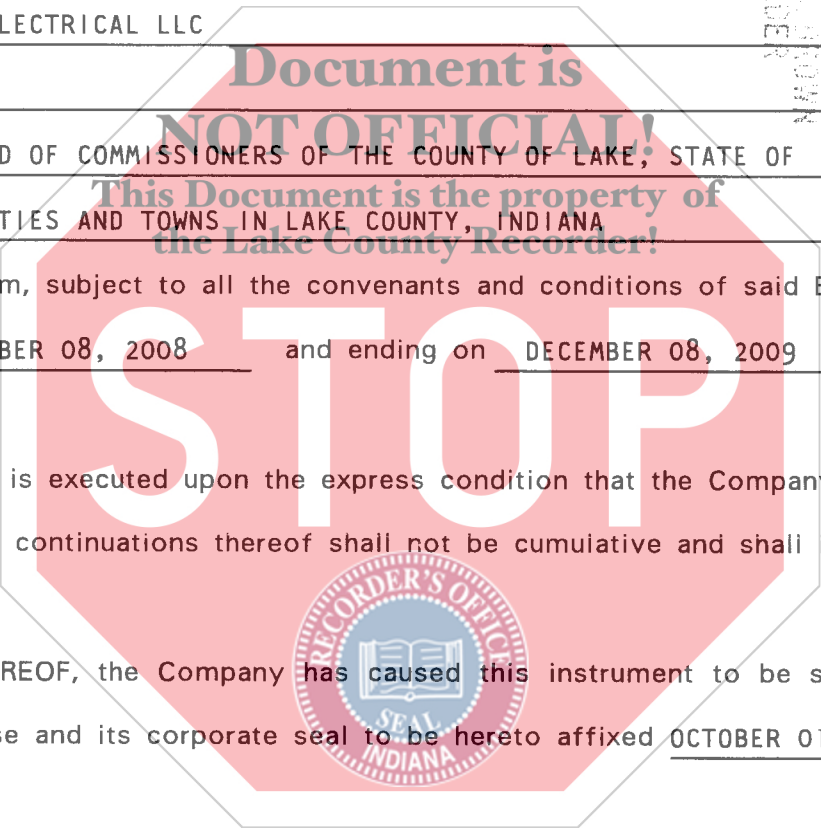 LECTRICAL LLC
Document is
NOT OFFICIAL!
D OF COMMISSIONERS OF THE COUNTY OF LAKE, STATE OF
This Document is the property of
TIES AND TOWNS IN LAKE COUNTY, INDIANA
the Lake County Recorder!
m, subject to all the convenants and conditions of said B
STOP
BER 08, 2008 and ending on DECEMBER 08, 2009
is executed upon the express condition that the Company
continuations thereof shall not be cumulative and shall
RECORDER'S OFFICE
SEAL
INDIANA
REOF, the Company has caused this instrument to be s
se and its corporate seal to be hereto affixed OCTOBER 01